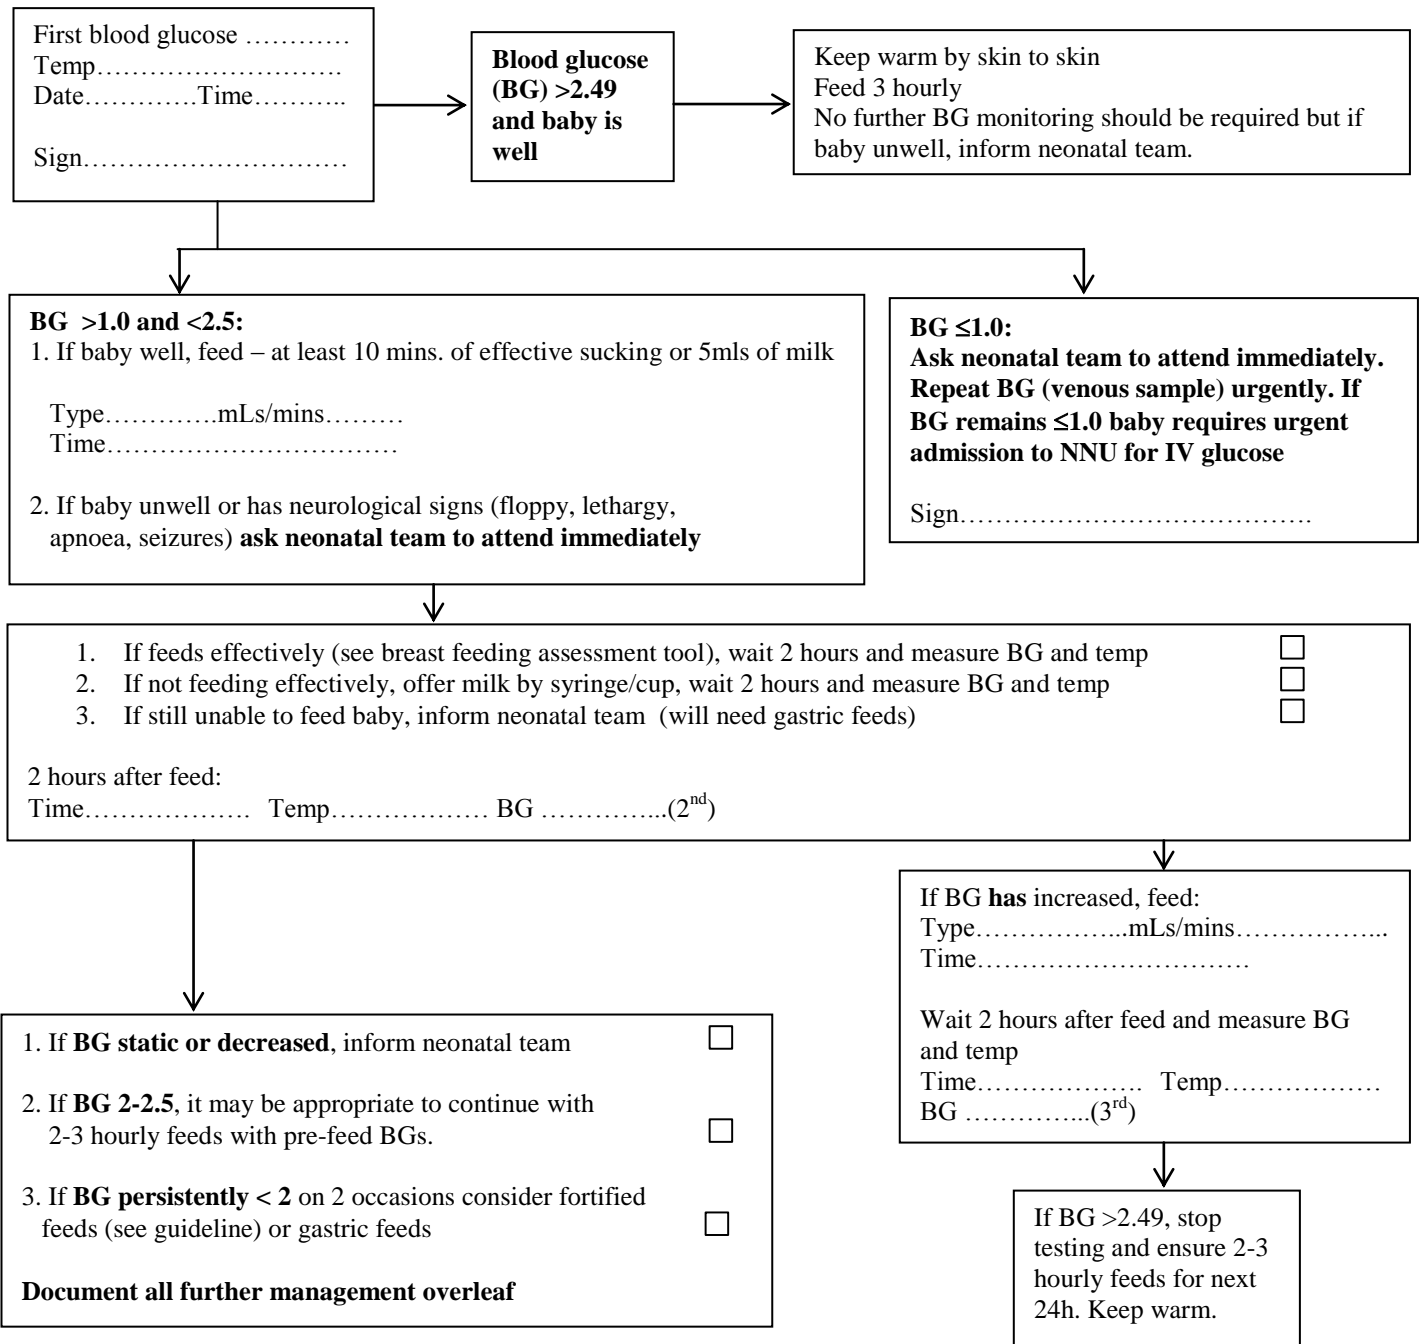 First blood glucose …………
Temp……………………….
Date………….Time………..
Sign…………………………
Blood glucose
(BG) >2.49
and baby is
well
Keep warm by skin to skin
Feed 3 hourly
No further BG monitoring should be required but if
baby unwell, inform neonatal team.
BG >1.0 and <2.5:
1. If baby well, feed – at least 10 mins. of effective sucking or 5mls of milk
Type………….mLs/mins………
Time……………………………
2. If baby unwell or has neurological signs (floppy, lethargy,
apnoea, seizures) ask neonatal team to attend immediately
BG ≤1.0:
Ask neonatal team to attend immediately.
Repeat BG (venous sample) urgently. If
BG remains ≤1.0 baby requires urgent
admission to NNU for IV glucose
Sign………………………………….
1. If feeds effectively (see breast feeding assessment tool), wait 2 hours and measure BG and temp
2. If not feeding effectively, offer milk by syringe/cup, wait 2 hours and measure BG and temp
3. If still unable to feed baby, inform neonatal team (will need gastric feeds)
2 hours after feed:
Time………………. Temp……………… BG …………...(2nd)
1. If BG static or decreased, inform neonatal team
2. If BG 2-2.5, it may be appropriate to continue with
2-3 hourly feeds with pre-feed BGs.
3. If BG persistently < 2 on 2 occasions consider fortified
feeds (see guideline) or gastric feeds
Document all further management overleaf
If BG has increased, feed:
Type……………...mLs/mins……………...
Time………………………….
Wait 2 hours after feed and measure BG
and temp
Time………………. Temp………………
BG …………...(3rd)
If BG >2.49, stop
testing and ensure 2-3
hourly feeds for next
24h. Keep warm.